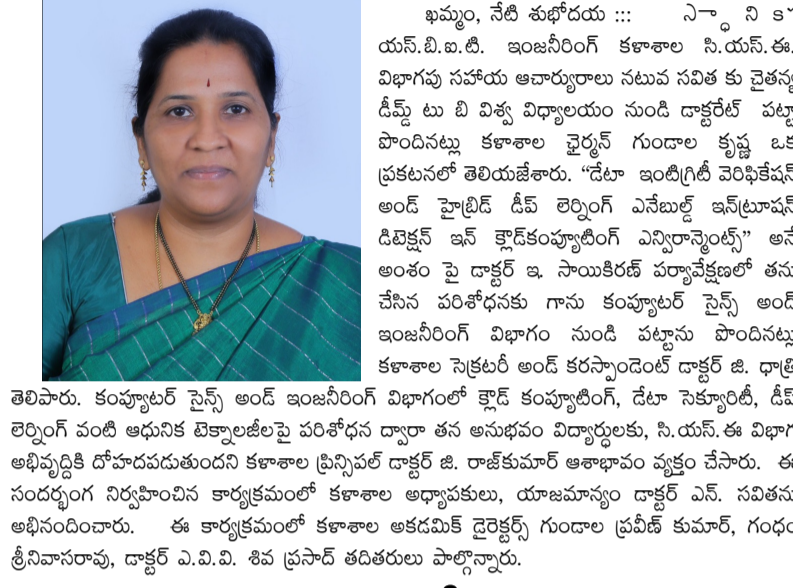 ఖమ్మం, నేటి శుభోదయ :::
యస్.బి.ఐ.టి. ఇంజనీరింగ్ కళాశాల సి.యస్.ఈ.
విభాగపు సహాయ ఆచార్యురాలు నటువ సవిత కు చైతన్య
డీమ్డ్ టు బి విశ్వ విధ్యాలయం నుండి డాక్టరేట్ పట్టా
పొందినట్లు కళాశాల ఛైర్మన్ గుండాల కృష్ణ ఒక
ప్రకటనలో తెలియజేశారు. “డేటా ఇంటిగ్రిటీ వెరిఫికేషన్
అండ్ హైబ్రిడ్ డీప్ లెర్నింగ్ ఎనేబుల్డ్ ఇన్‌ట్రూషన్
డిటెక్షన్ ఇన్ క్లౌడ్‌కంప్యూటింగ్ ఎన్విరాన్మెంట్స్” అనే
అంశం పై డాక్టర్ ఇ. సాయికిరణ్ పర్యావేక్షణలో తను
చేసిన పరిశోధనకు గాను కంప్యూటర్ సైన్స్ అండ్
ఇంజనీరింగ్ విభాగం నుండి పట్టాను పొందినట్లు
కళాశాల సెక్రటరీ అండ్ కరస్పాండెంట్ డాక్టర్ జి. ధాత్రి
తెలిపారు. కంప్యూటర్ సైన్స్ అండ్ ఇంజనీరింగ్ విభాగంలో క్లౌడ్ కంప్యూటింగ్, డేటా సెక్యూరిటీ, డీప్
లెర్నింగ్ వంటి ఆధునిక టెక్నాలజీలపై పరిశోధన ద్వారా తన అనుభవం విద్యార్ధులకు, సి.యస్.ఈ విభాగ
అభివృద్దికి దోహదపడుతుందని కళాశాల ప్రిన్సిపల్ డాక్టర్ జి. రాజ్‌కుమార్ ఆశాభావం వ్యక్తం చేసారు. ఈ
సందర్భంగ నిర్వహించిన కార్యక్రమంలో కళాశాల అధ్యాపకులు, యాజమాన్యం డాక్టర్ ఎన్. సవితను
అభినందించారు. ఈ కార్యక్రమంలో కళాశాల అకడమిక్ డైరెక్టర్స్ గుండాల ప్రవీణ్ కుమార్, గంధం
శ్రీనివాసరావు, డాక్టర్ ఎ.వి.వి. శివ ప్రసాద్ తదితరులు పాల్గొన్నారు.